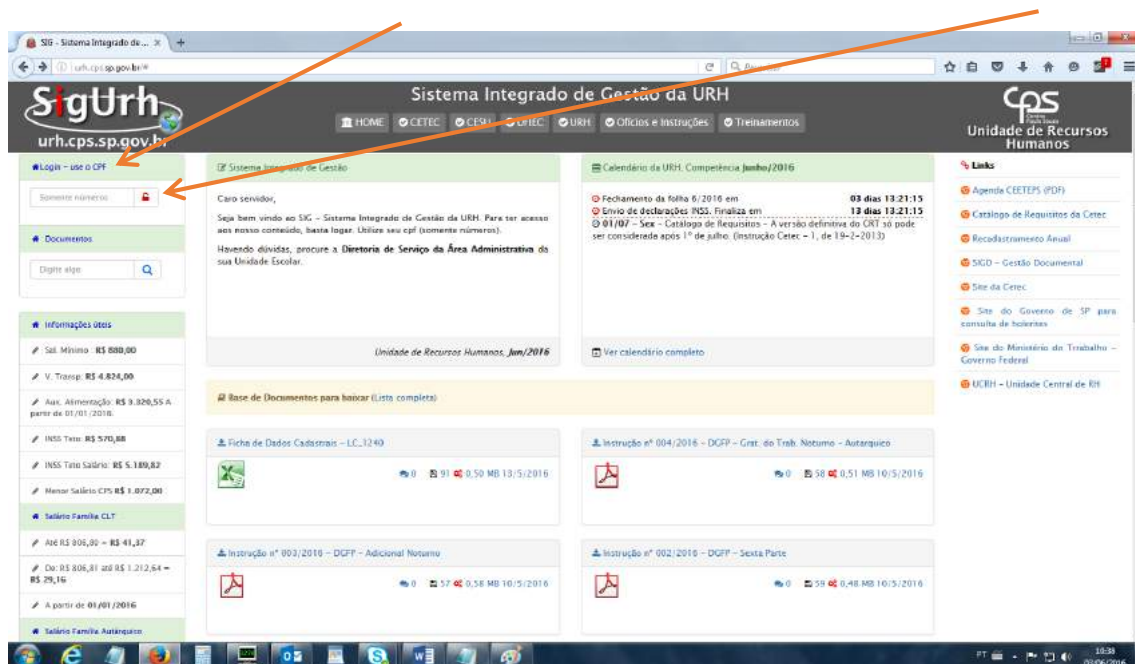 SIG - Sistema Integrado de...
urh.cps.sp.gov.br/#
SigUrh
urh.cps.sp.gov.br
Sistema Integrado de Gestão da URH
HOME CETEC CESU URH Ofícios e Instruções Treinamentos
cps
Centro
Paula Souza
Unidade de Recursos
Humanos
Login - use o CPF
Somente números
Documentos
Digite algo
Informações úteis
Sal. Mínimo : R$ 880,00
V. Transp: R$ 4.824,00
Aux. Alimentação: R$ 3.820,55 A
partir de 01/01/2016.
INSS Teto: R$ 570,88
INSS Teto Salário: R$ 5.189,82
Menor Salário CPS R$ 1.072,00
Salário Família CLT
Até R$ 806,80 = R$ 41,37
De: R$ 806,81 até R$ 1.212,64 =
R$ 29,16
A partir de 01/01/2016
Salário Família Autárquico
Sistema Integrado de Gestão
Caro servidor,
Seja bem vindo ao SIG - Sistema Integrado de Gestão da URH. Para ter acesso
aos nosso conteúdo, basta logar. Utilize seu cpf (somente números).
Havendo dúvidas, procure a Diretoria de Serviço da Área Administrativa da
sua Unidade Escolar.
Unidade de Recursos Humanos, Jun/2016
Calendário da URH. Competência Junho/2016
Fechamento da folha 6/2016 em 03 dias 13:21:15
Envio de declarações INSS. Finaliza em 13 dias 13:21:15
01/07 - Sex - Catálogo de Requisitos - A versão definitiva do CRT só pode
ser considerada após 1º de julho. (Instrução Cetec - 1, de 19-2-2013)
Ver calendário completo
Base de Documentos para baixar (Lista completa)
Ficha de Dados Cadastrais - LC_1240
0 91 0,50 MB 13/5/2016
Instrução nº 004/2016 - DGFP - Grat. do Trab. Noturno - Autarquico
0 58 0,51 MB 10/5/2016
Instrução nº 003/2016 - DGFP - Adicional Noturno
0 57 0,58 MB 10/5/2016
Instrução nº 002/2016 - DGFP - Sexta Parte
0 59 0,48 MB 10/5/2016
Links
Agenda CEETEPS (PDF)
Catálogo de Requisitos da Cetec
Recadastramento Anual
SIGD - Gestão Documental
Site da Cetec
Site do Governo de SP para
consulta de holerites
Site do Ministério do Trabalho -
Governo Federal
UCRH - Unidade Central de RH
PT
10:38
03/06/2016